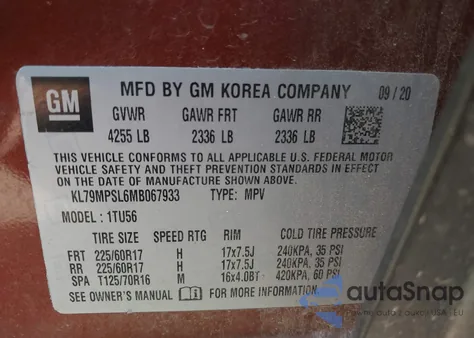 GM
MFD BY GM KOREA COMPANY 09/20
GVWR GAWR FRT GAWR RR
4255 LB 2336 LB 2336 LB
THIS VEHICLE CONFORMS TO ALL APPLICABLE U.S. FEDERAL MOTOR
VEHICLE SAFETY AND THEFT PREVENTION STANDARDS IN EFFECT
ON THE DATE OF MANUFACTURE SHOWN ABOVE.
KL79MPSL6MB067933 TYPE: MPV
MODEL : 1TU56
TIRE SIZE SPEED RTG RIM COLD TIRE PRESSURE
FRT 225/60R17 H 17x7.5J 240KPA, 35 PSI
RR 225/60R17 H 17x7.5J 240KPA, 35 PSI
SPA T125/70R16 M 16x4.0BT 420KPA, 60 PSI
SEE OWNER'S MANUAL FOR MORE INFORMATION.
autoSnap